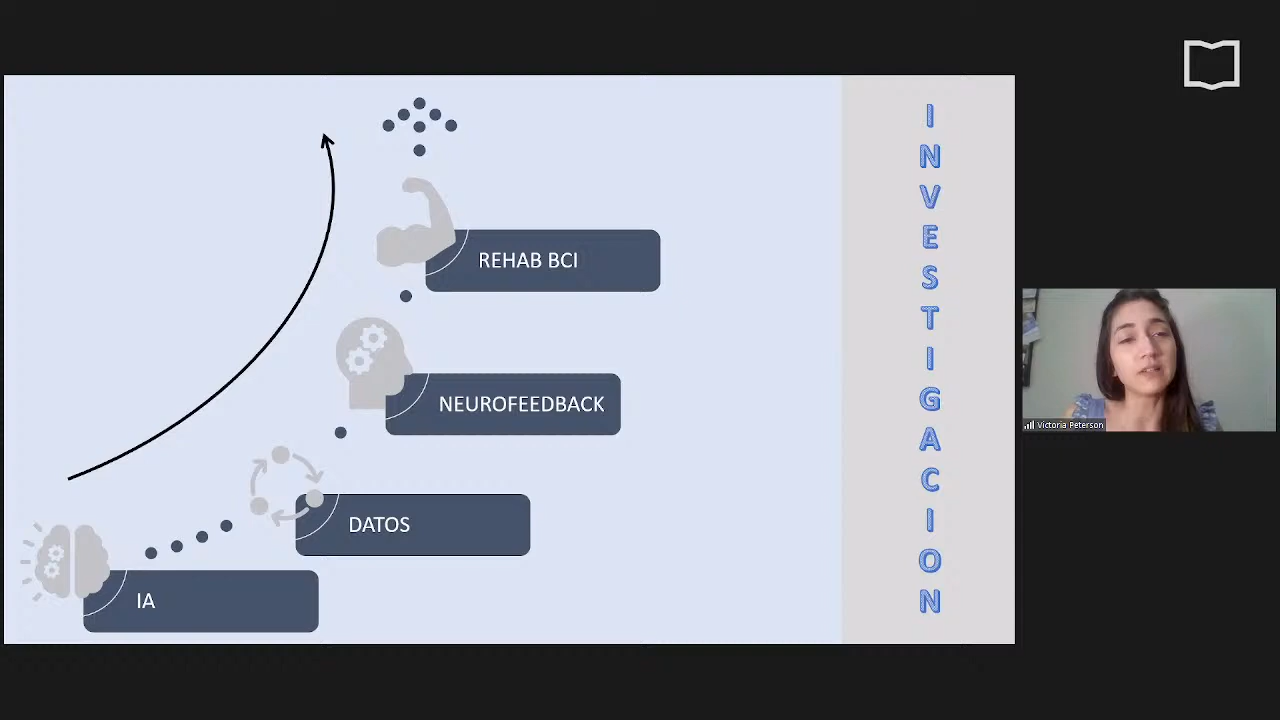 REHAB BCI
NEUROFEEDBACK
DATOS
IA
I
N
V
E
S
T
I
G
A
C
I
O
N
Victoria Peterson